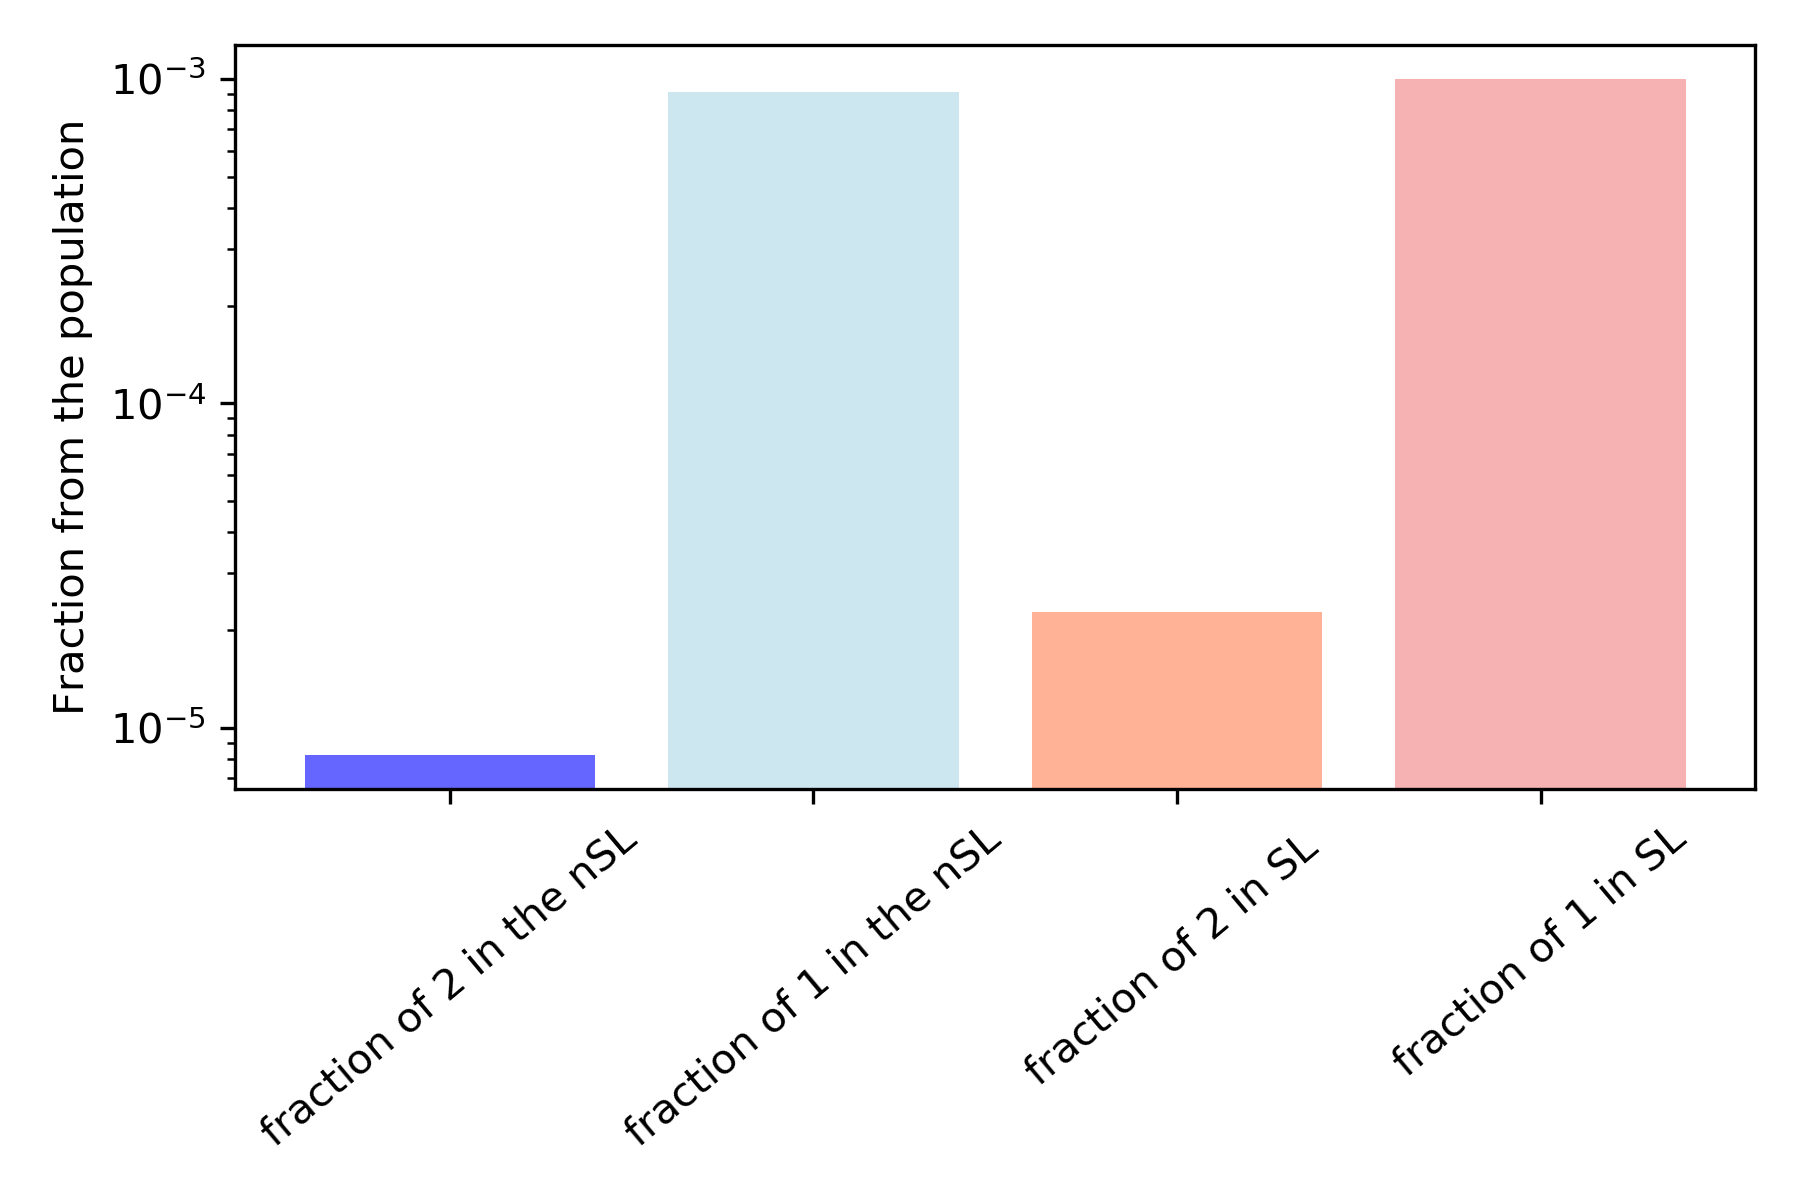 Fraction from the population
10⁻³
10⁻⁴
10⁻⁵
fraction of 2 in the nSL
fraction of 1 in the nSL
fraction of 2 in SL
fraction of 1 in SL